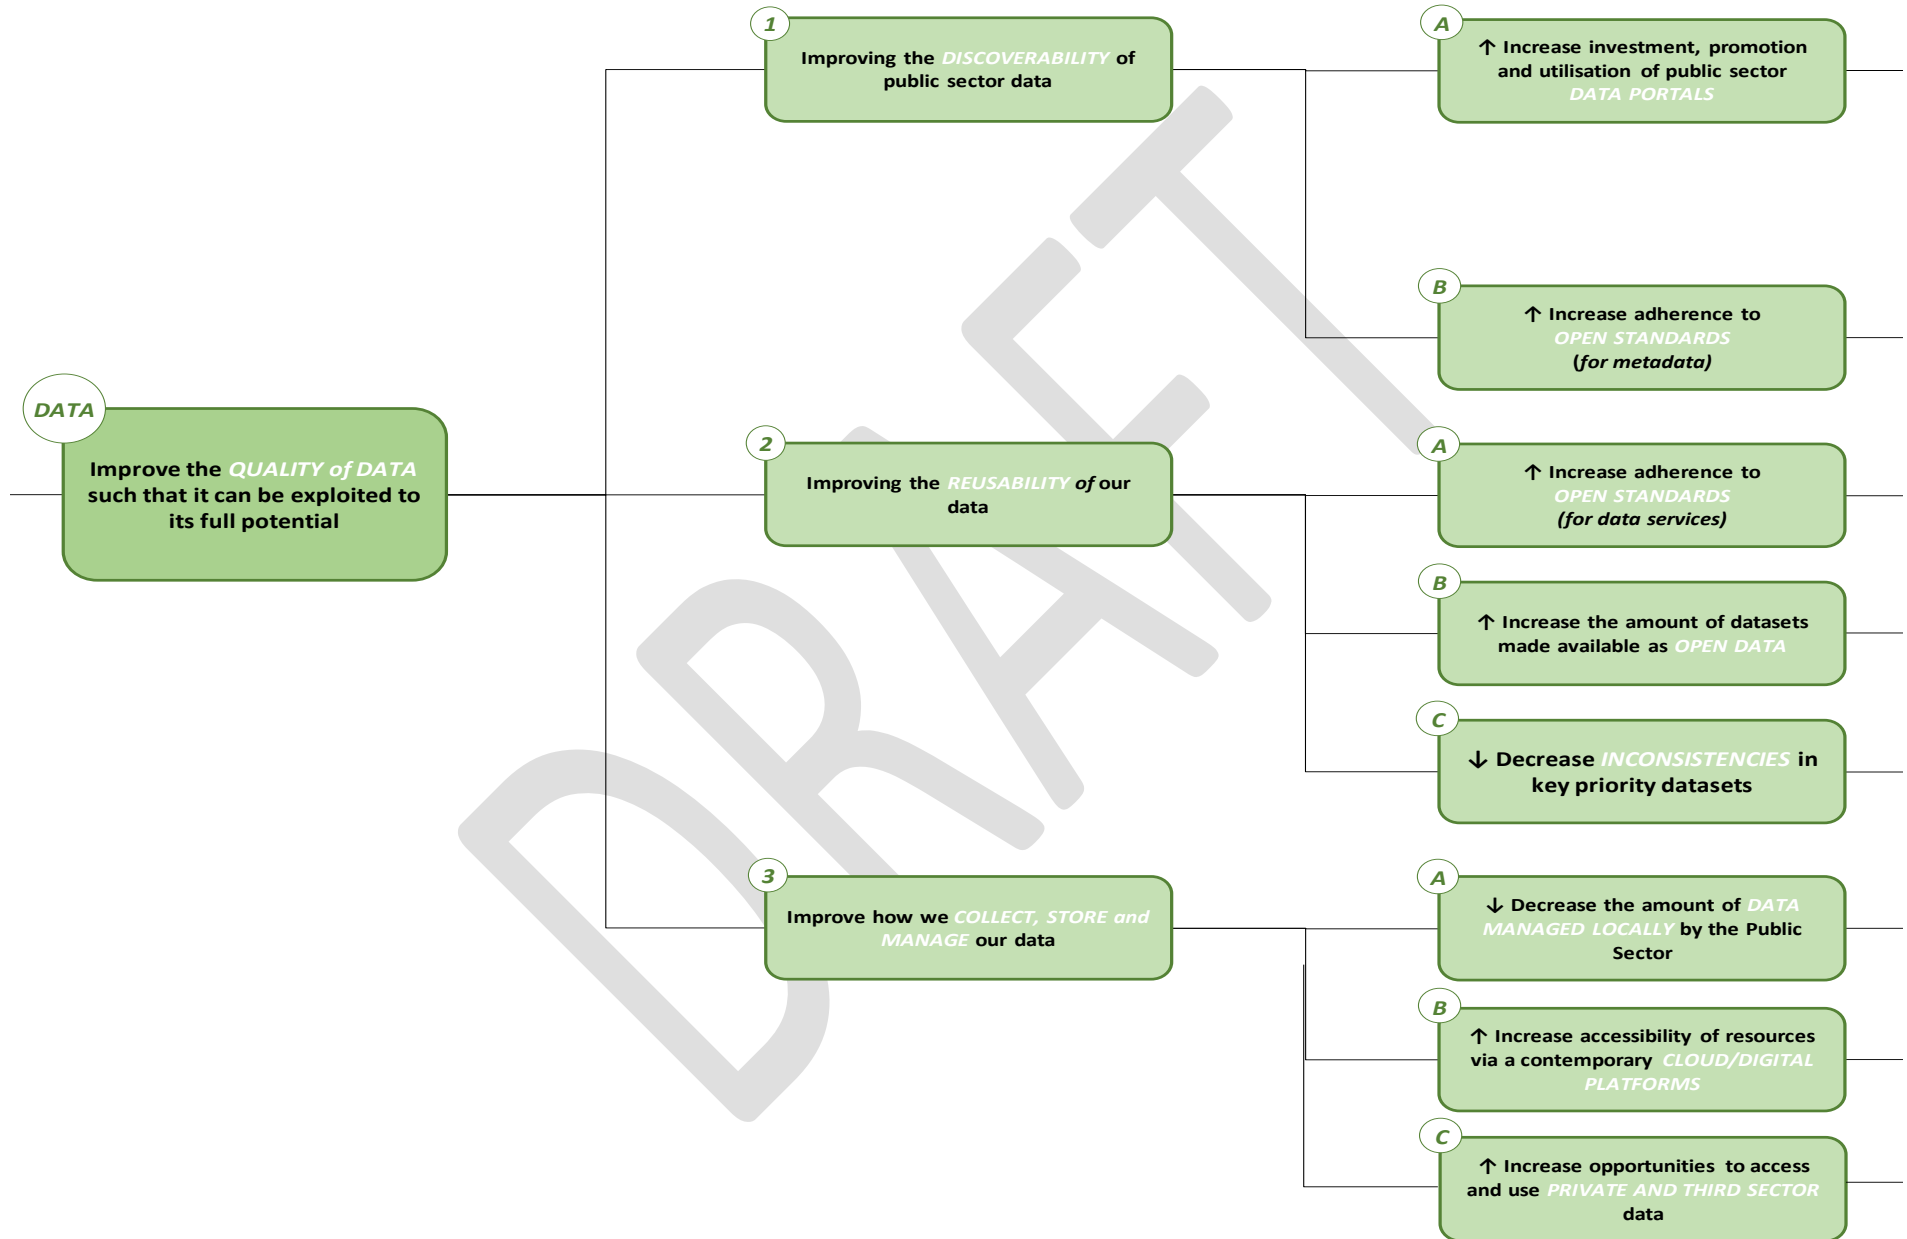 DATA
Improve the QUALITY of DATA
such that it can be exploited to
its full potential
1
Improving the DISCOVERABILITY of
public sector data
A
↑ Increase investment, promotion
and utilisation of public sector
DATA PORTALS
B
↑ Increase adherence to
OPEN STANDARDS
(for metadata)
2
Improving the REUSABILITY of our
data
A
↑ Increase adherence to
OPEN STANDARDS
(for data services)
B
↑ Increase the amount of datasets
made available as OPEN DATA
C
↓ Decrease INCONSISTENCIES in
key priority datasets
3
Improve how we COLLECT, STORE and
MANAGE our data
A
↓ Decrease the amount of DATA
MANAGED LOCALLY by the Public
Sector
B
↑ Increase accessibility of resources
via a contemporary CLOUD/DIGITAL
PLATFORMS
C
↑ Increase opportunities to access
and use PRIVATE AND THIRD SECTOR
data
DRAFT